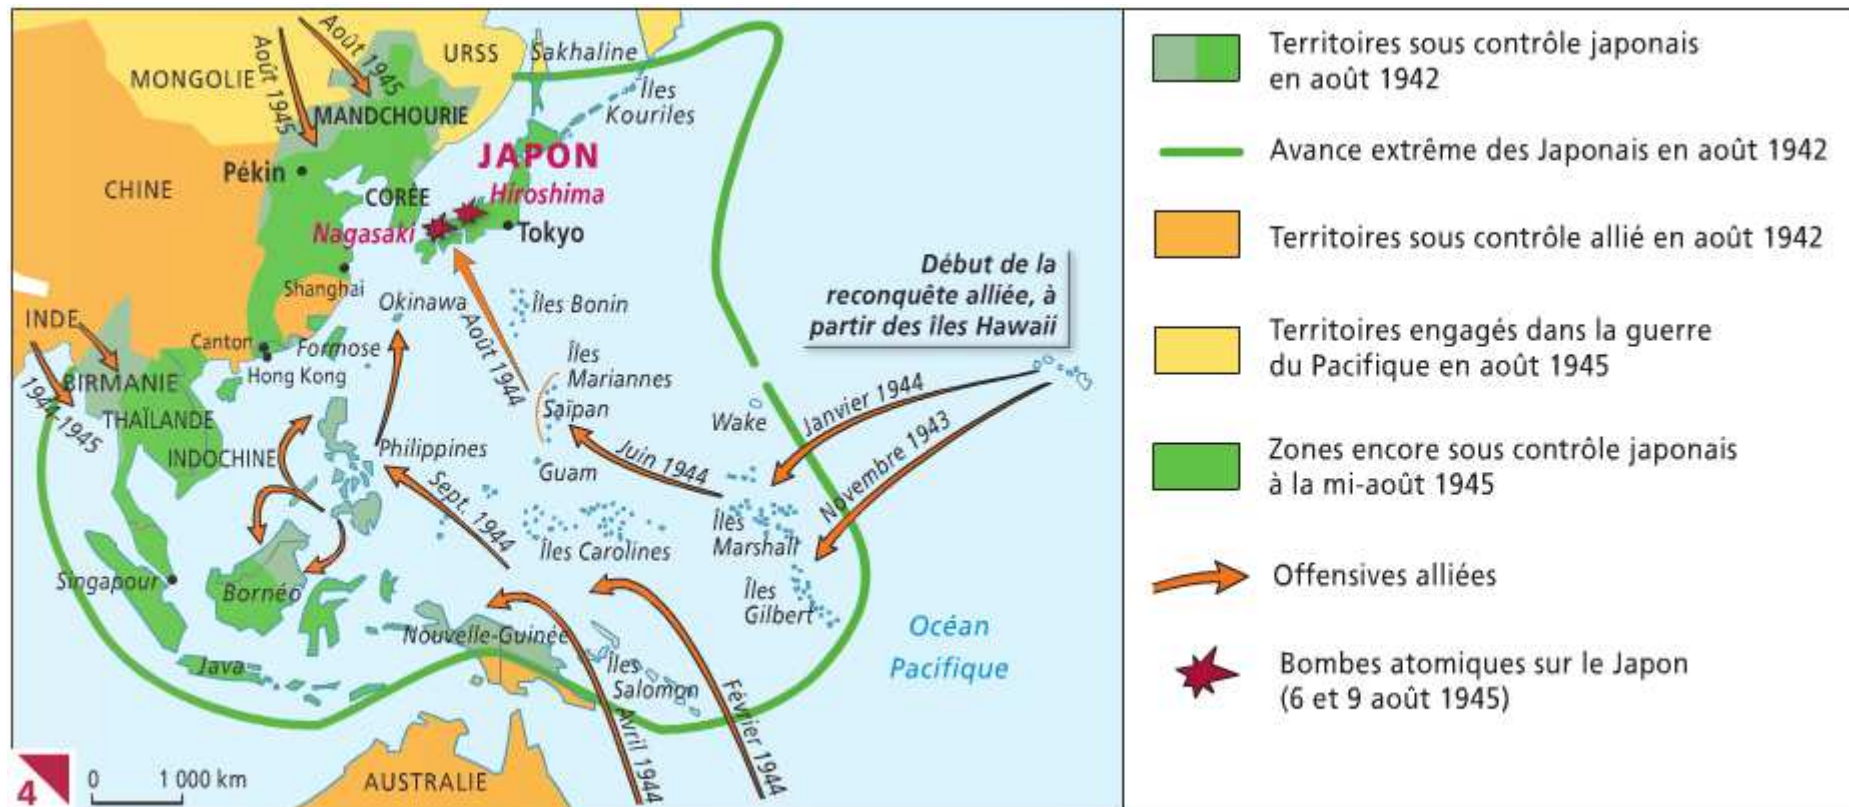 Août 1945
Août 1945
URSS
Sakhaline
MONGOLIE
Îles
Kouriles
MANDCHOURIE
JAPON
Pékin
CHINE
CORÉE
Hiroshima
Nagasaki
Tokyo
Début de la
reconquête alliée, à
partir des îles Hawaii
Shanghai
Okinawa
Îles Bonin
INDE
Août 1944
Canton
Formose
Hong Kong
Îles
Mariannes
BIRMANIE
Saïpan
Wake
Janvier 1944
Novembre 1943
1944-1945
THAÏLANDE
INDOCHINE
Philippines
Guam
Juin 1944
Sept. 1944
Îles
Marshall
Îles Carolines
Singapour
Bornéo
Îles
Gilbert
Nouvelle-Guinée
Océan
Pacifique
Java
Îles
Salomon
Avril 1944
Février 1944
AUSTRALIE
4
0 1 000 km
Territoires sous contrôle japonais
en août 1942
Avance extrême des Japonais en août 1942
Territoires sous contrôle allié en août 1942
Territoires engagés dans la guerre
du Pacifique en août 1945
Zones encore sous contrôle japonais
à la mi-août 1945
Offensives alliées
Bombes atomiques sur le Japon
(6 et 9 août 1945)